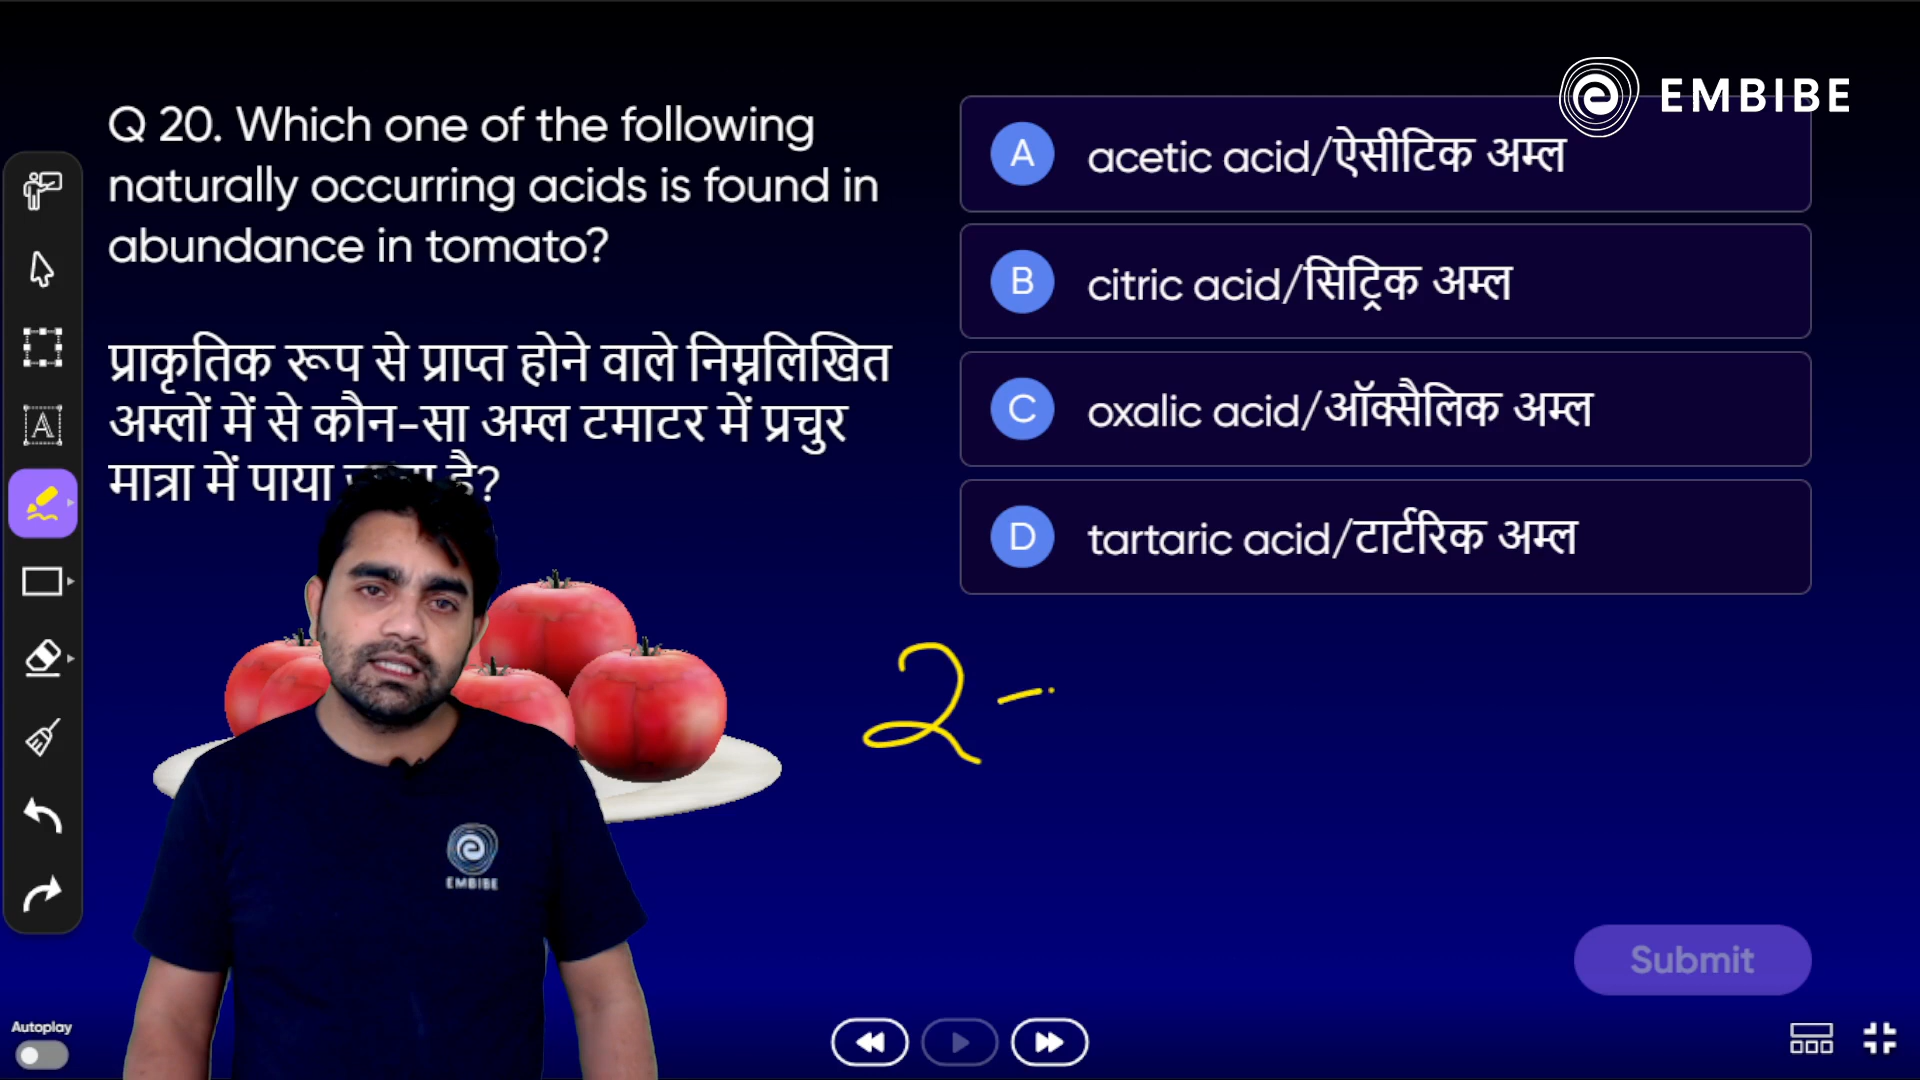 EMBIBE
Q 20. Which one of the following
naturally occurring acids is found in
abundance in tomato?
प्राकृतिक रूप से प्राप्त होने वाले निम्नलिखित
अम्लों में से कौन-सा अम्ल टमाटर में प्रचुर
मात्रा में पाया है?
A acetic acid/ऐसीटिक अम्ल
B citric acid/सिट्रिक अम्ल
C oxalic acid/ऑक्सैलिक अम्ल
D tartaric acid/टार्टरिक अम्ल
2-
EMBIBE
Submit
Autoplay